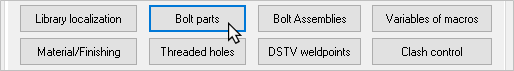 Library localization Bolt parts Bolt Assemblies Variables of macros
Material/Finishing Threaded holes DSTV weldpoints Clash control